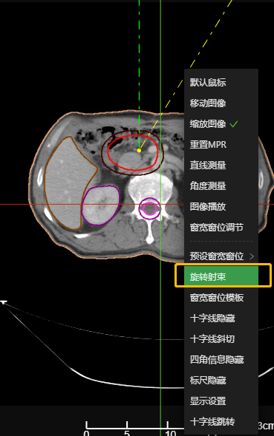 默认鼠标
移动图像
缩放图像
重置MPR
直线测量
角度测量
图像播放
窗宽窗位调节
预设窗宽窗位
旋转射束
窗宽窗位模板
十字线隐藏
十字线斜切
四角信息隐藏
标尺隐藏
显示设置
十字线跳转
0
5
10
3cm